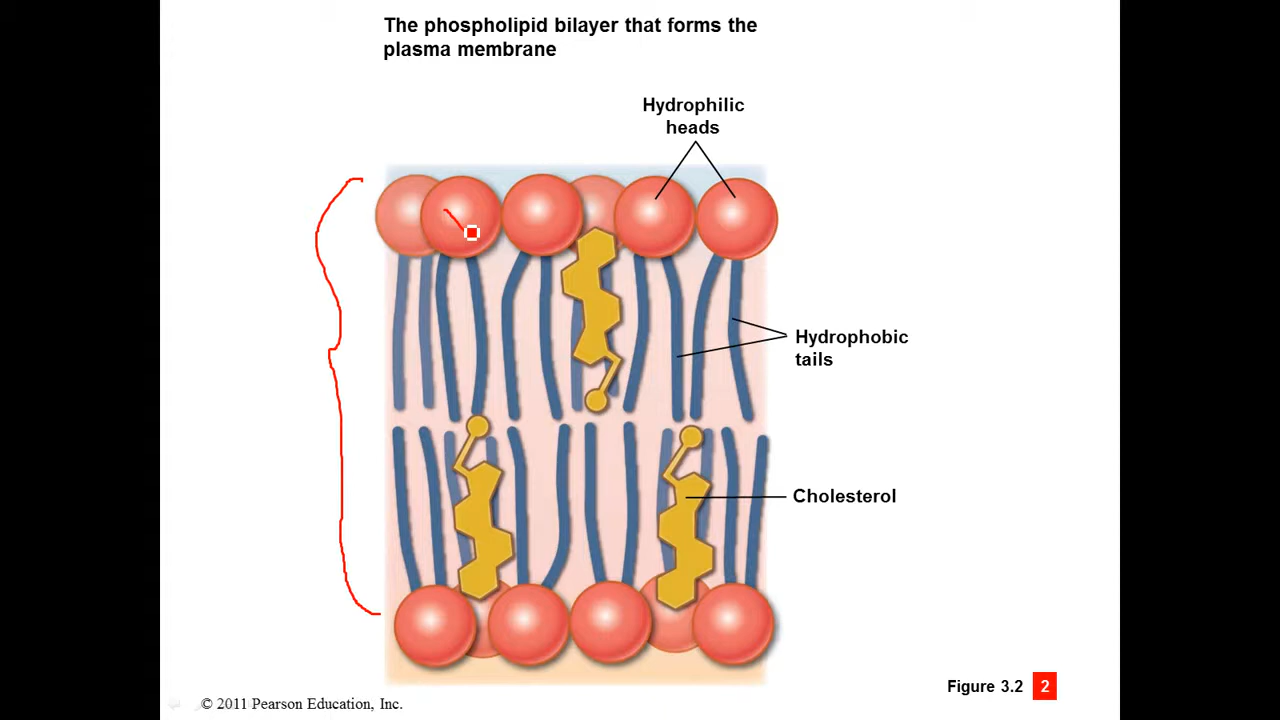 The phospholipid bilayer that forms the
plasma membrane
Hydrophilic
heads
Hydrophobic
tails
Cholesterol
Figure 3.2 2
© 2011 Pearson Education, Inc.